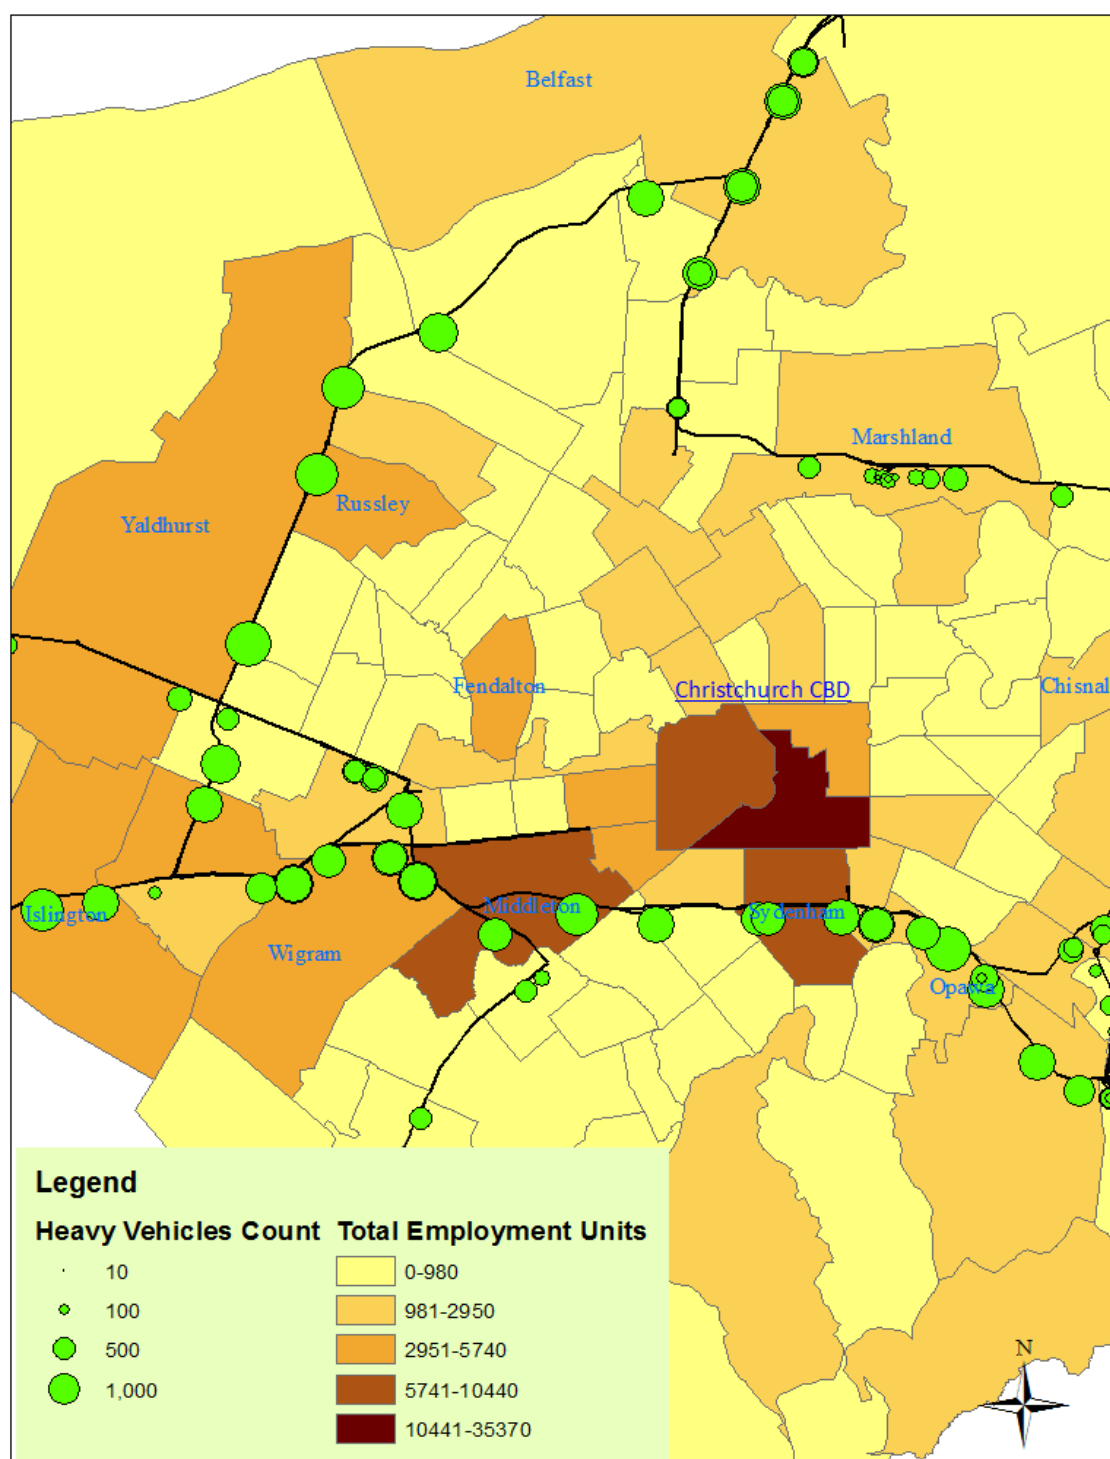 Belfast
Marshland
Russley
Yaldhurst
Fendalton
Christchurch CBD
Chisnal
Islington
Middleton
Sydenham
Wigram
Opawa
Legend
Heavy Vehicles Count Total Employment Units
10 0-980
100 981-2950
500 2951-5740
1,000 5741-10440
10441-35370
N